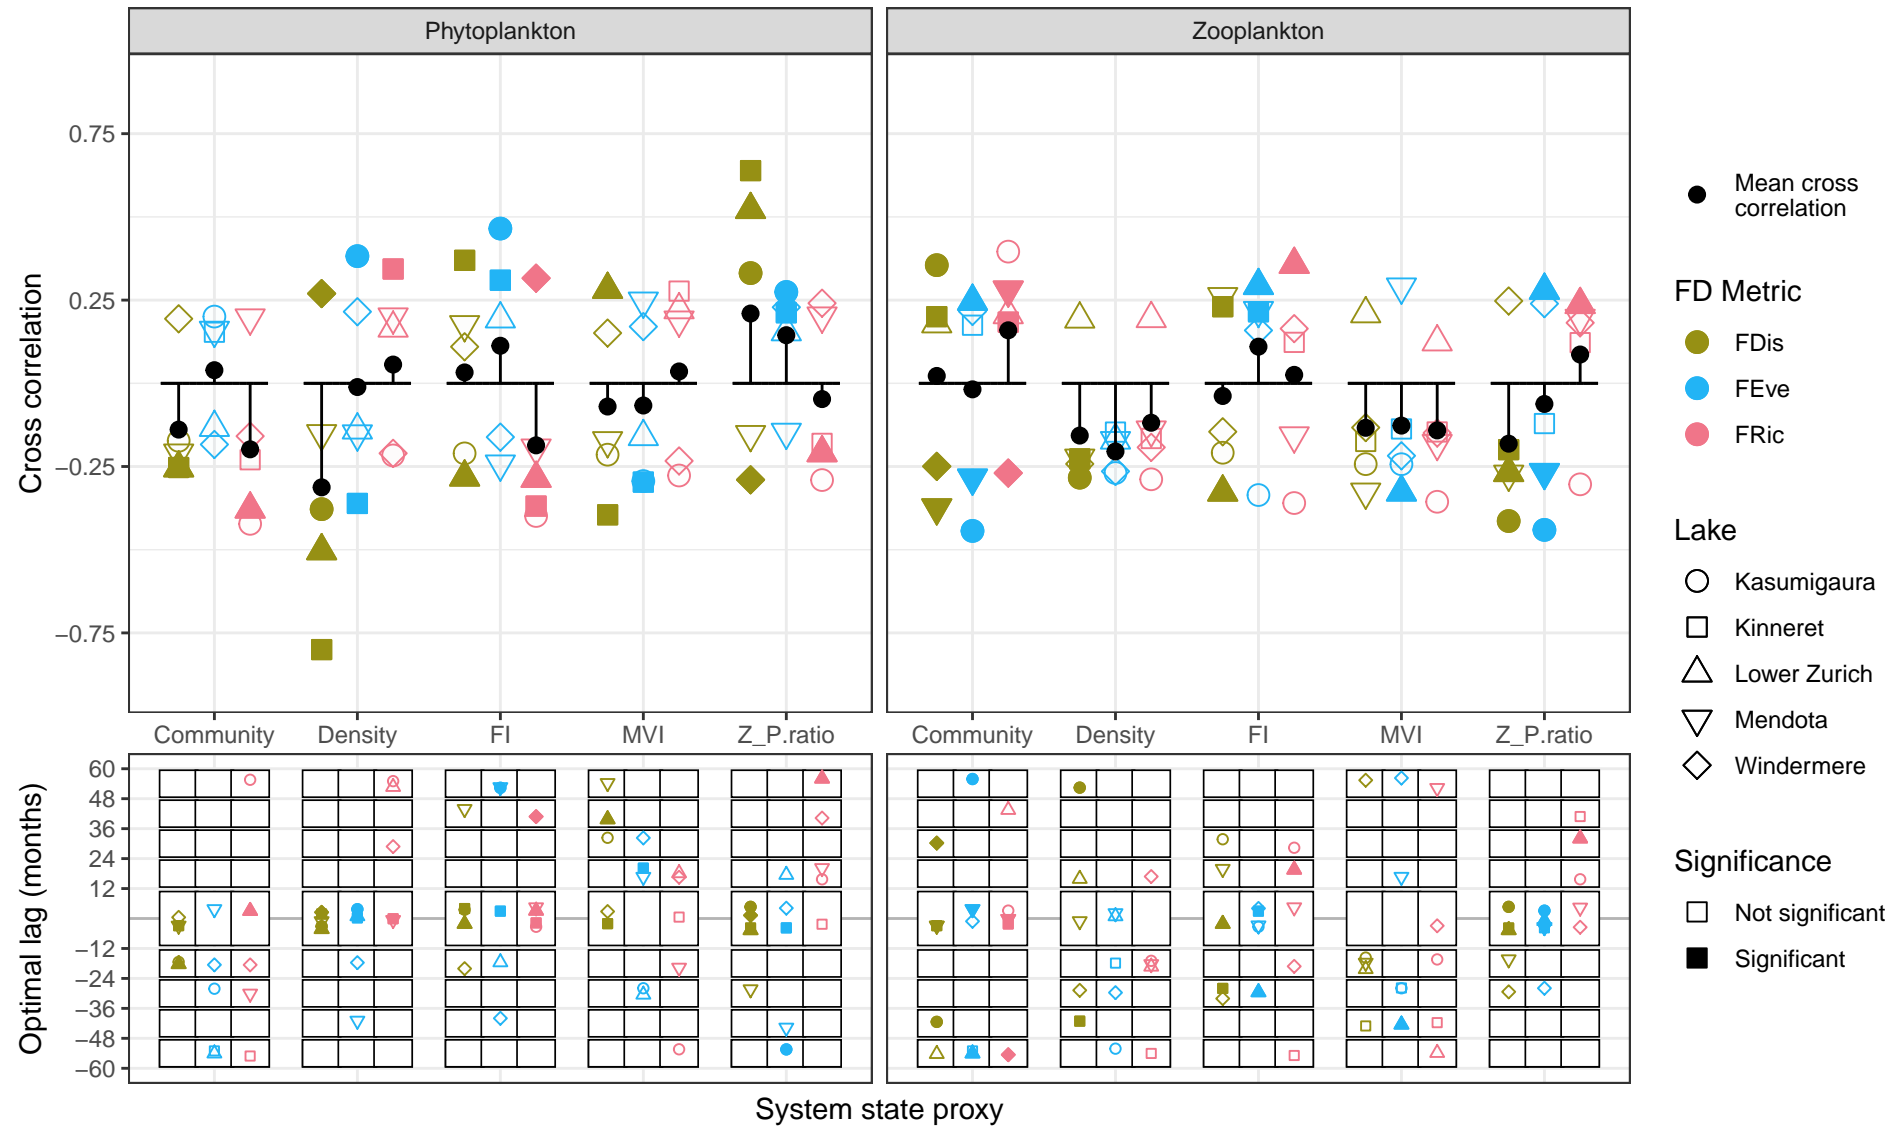 Phytoplankton
Zooplankton
Cross correlation
0.75
0.25
−0.25
−0.75
Community
Density
FI
MVI
Z_P.ratio
Community
Density
FI
MVI
Z_P.ratio
Optimal lag (months)
60
48
36
24
12
−12
−24
−36
−48
−60
System state proxy
Mean cross
correlation
FD Metric
FDis
FEve
FRic
Lake
Kasumigaura
Kinneret
Lower Zurich
Mendota
Windermere
Significance
Not significant
Significant